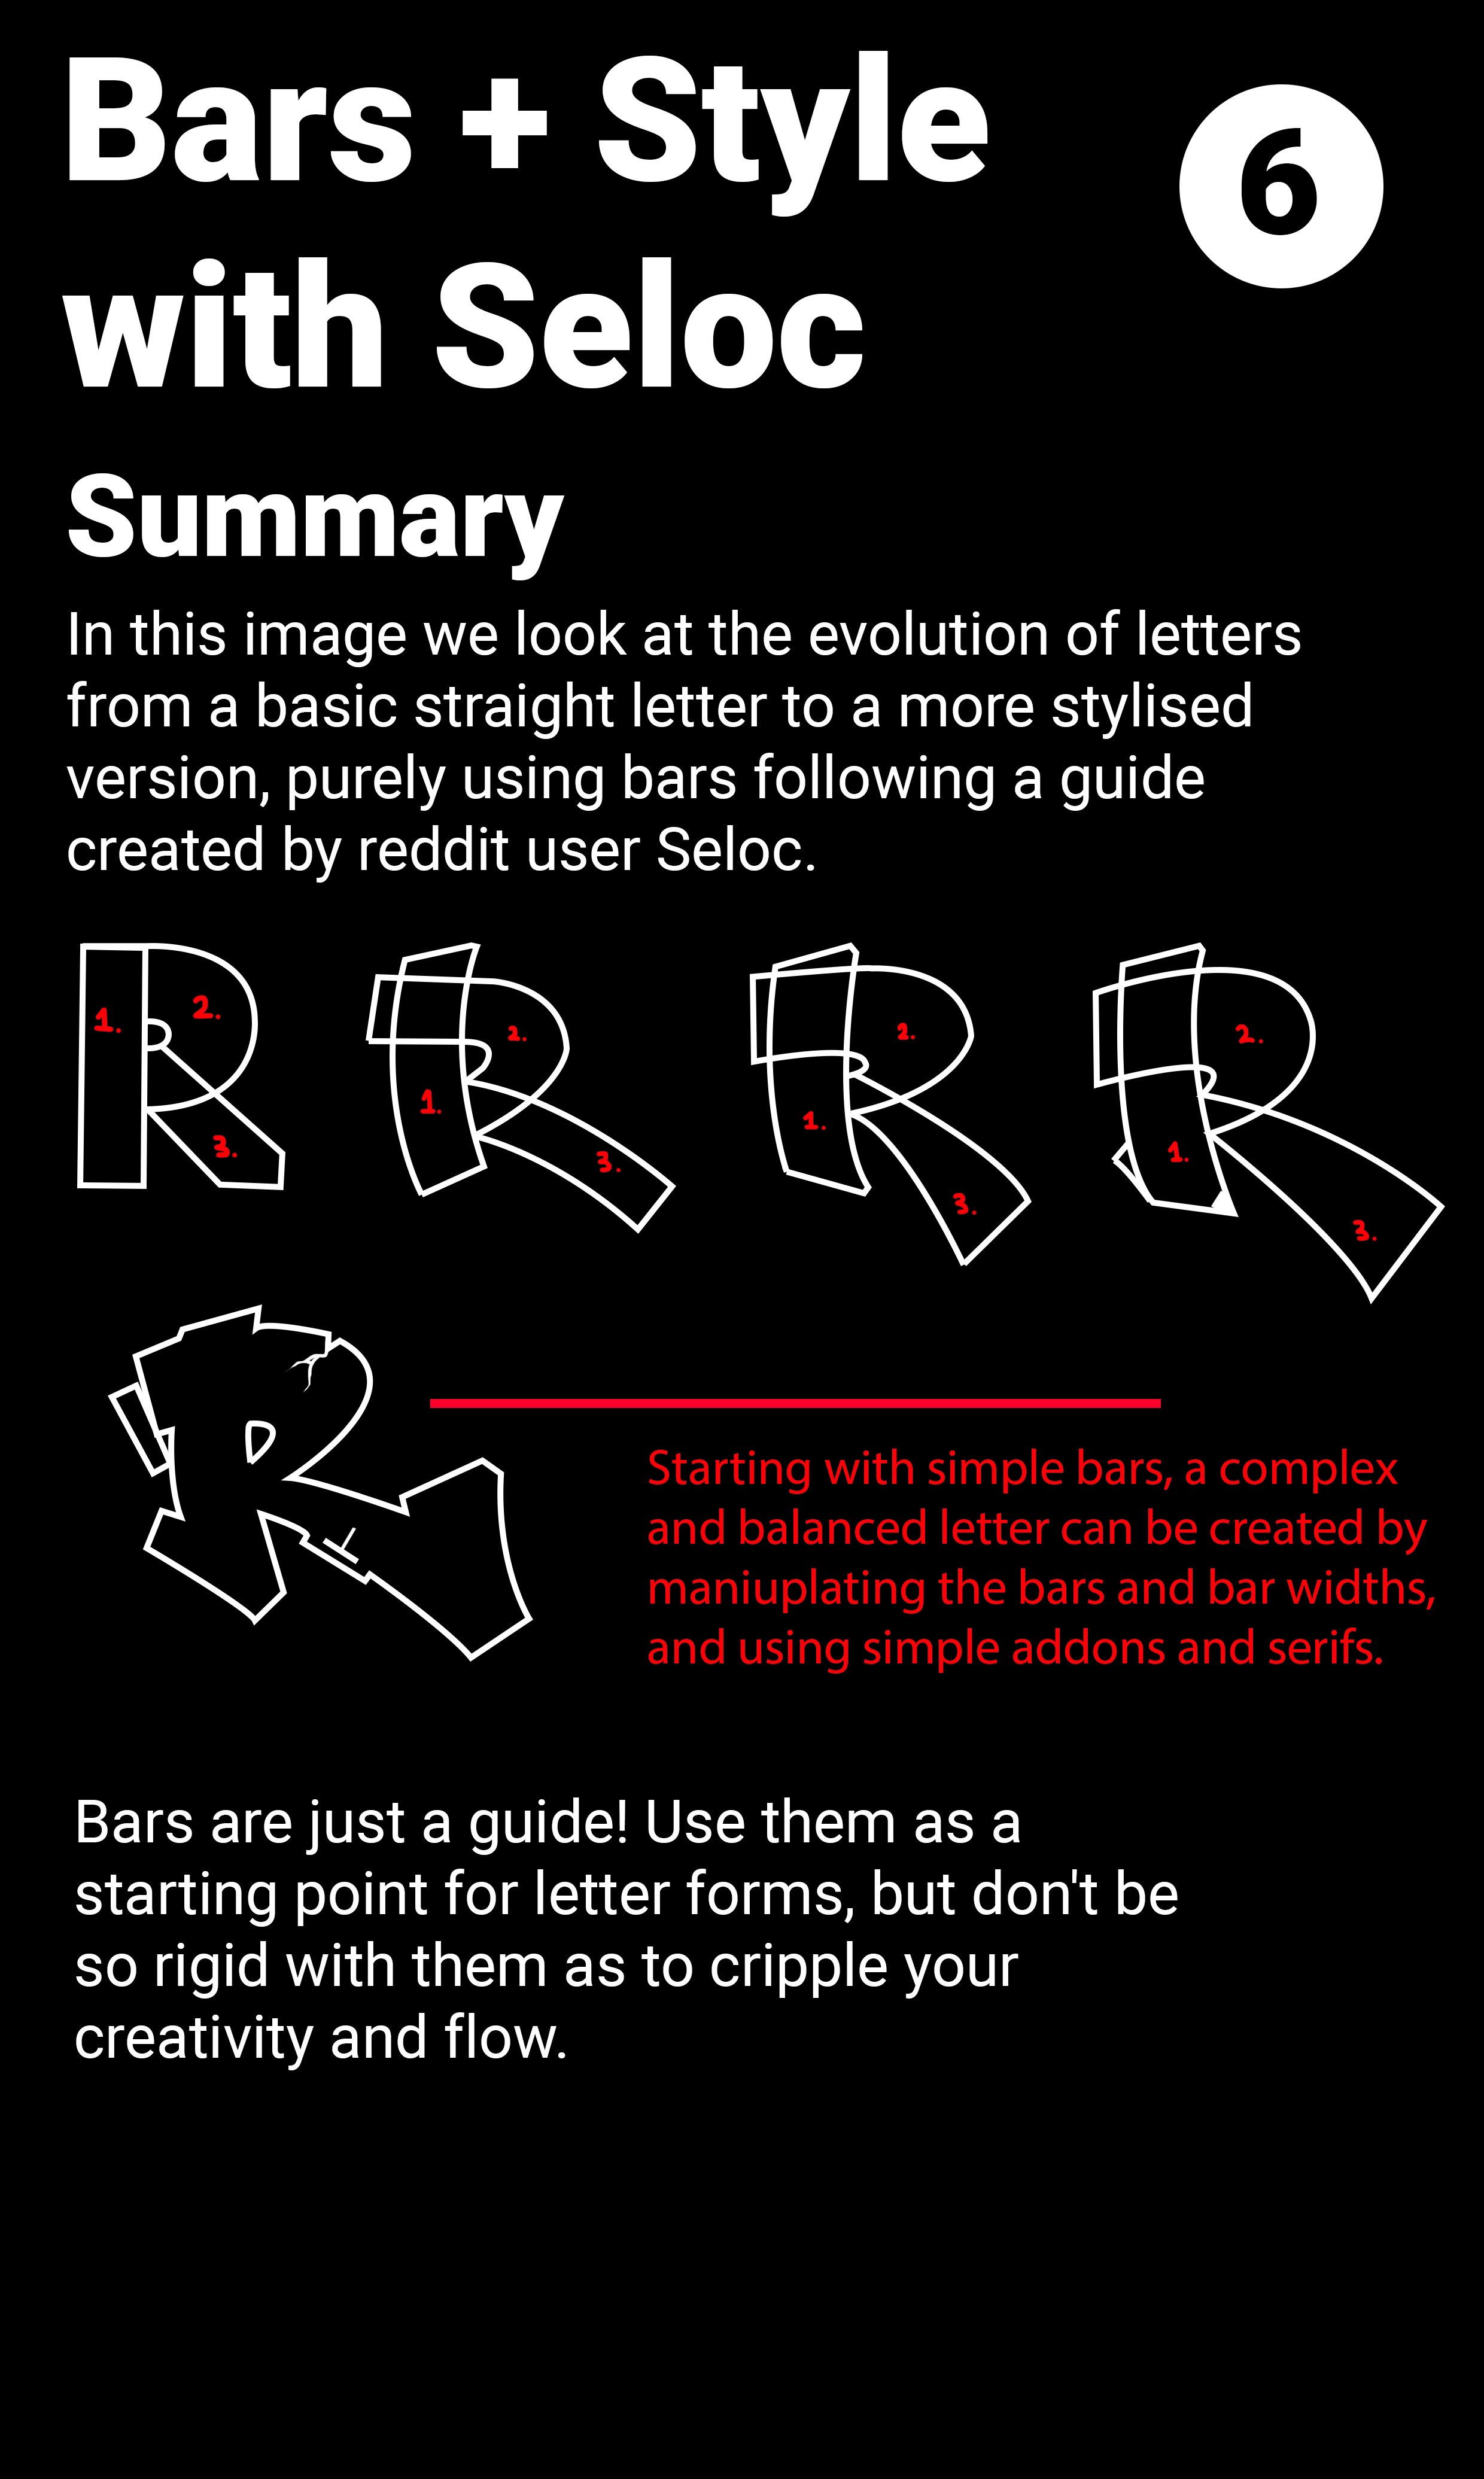 Bars + Style
6
with Seloc
Summary
In this image we look at the evolution of letters
from a basic straight letter to a more stylised
version, purely using bars following a guide
created by reddit user Seloc.
1. 2. 3.
1. 2. 3.
1. 2. 3.
1. 2. 3.
Starting with simple bars, a complex
and balanced letter can be created by
maniuplating the bars and bar widths,
and using simple addons and serifs.
Bars are just a guide! Use them as a
starting point for letter forms, but don't be
so rigid with them as to cripple your
creativity and flow.